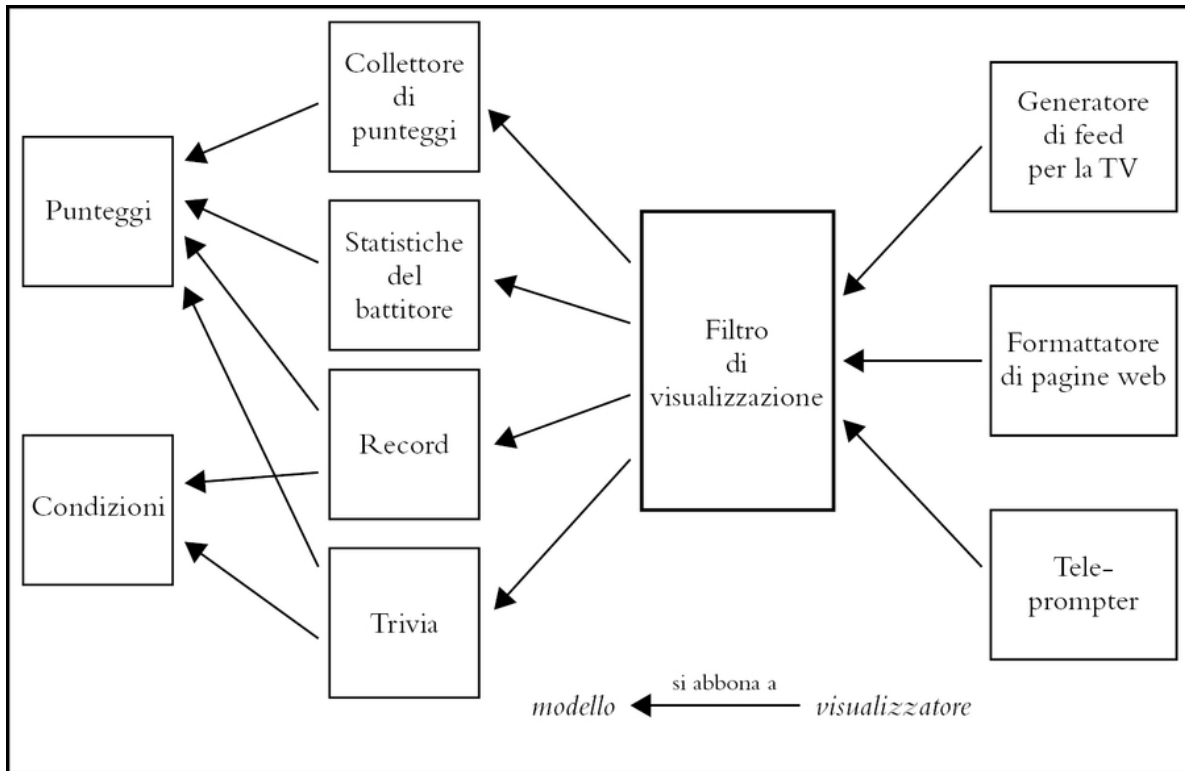 Punteggi
Condizioni
Collettore
di
punteggi
Statistiche
del
battitore
Record
Trivia
Filtro
di
visualizzazione
Generatore
di feed
per la TV
Formattatore
di pagine web
Tele-
prompter
si abbona a
modello
visualizzatore